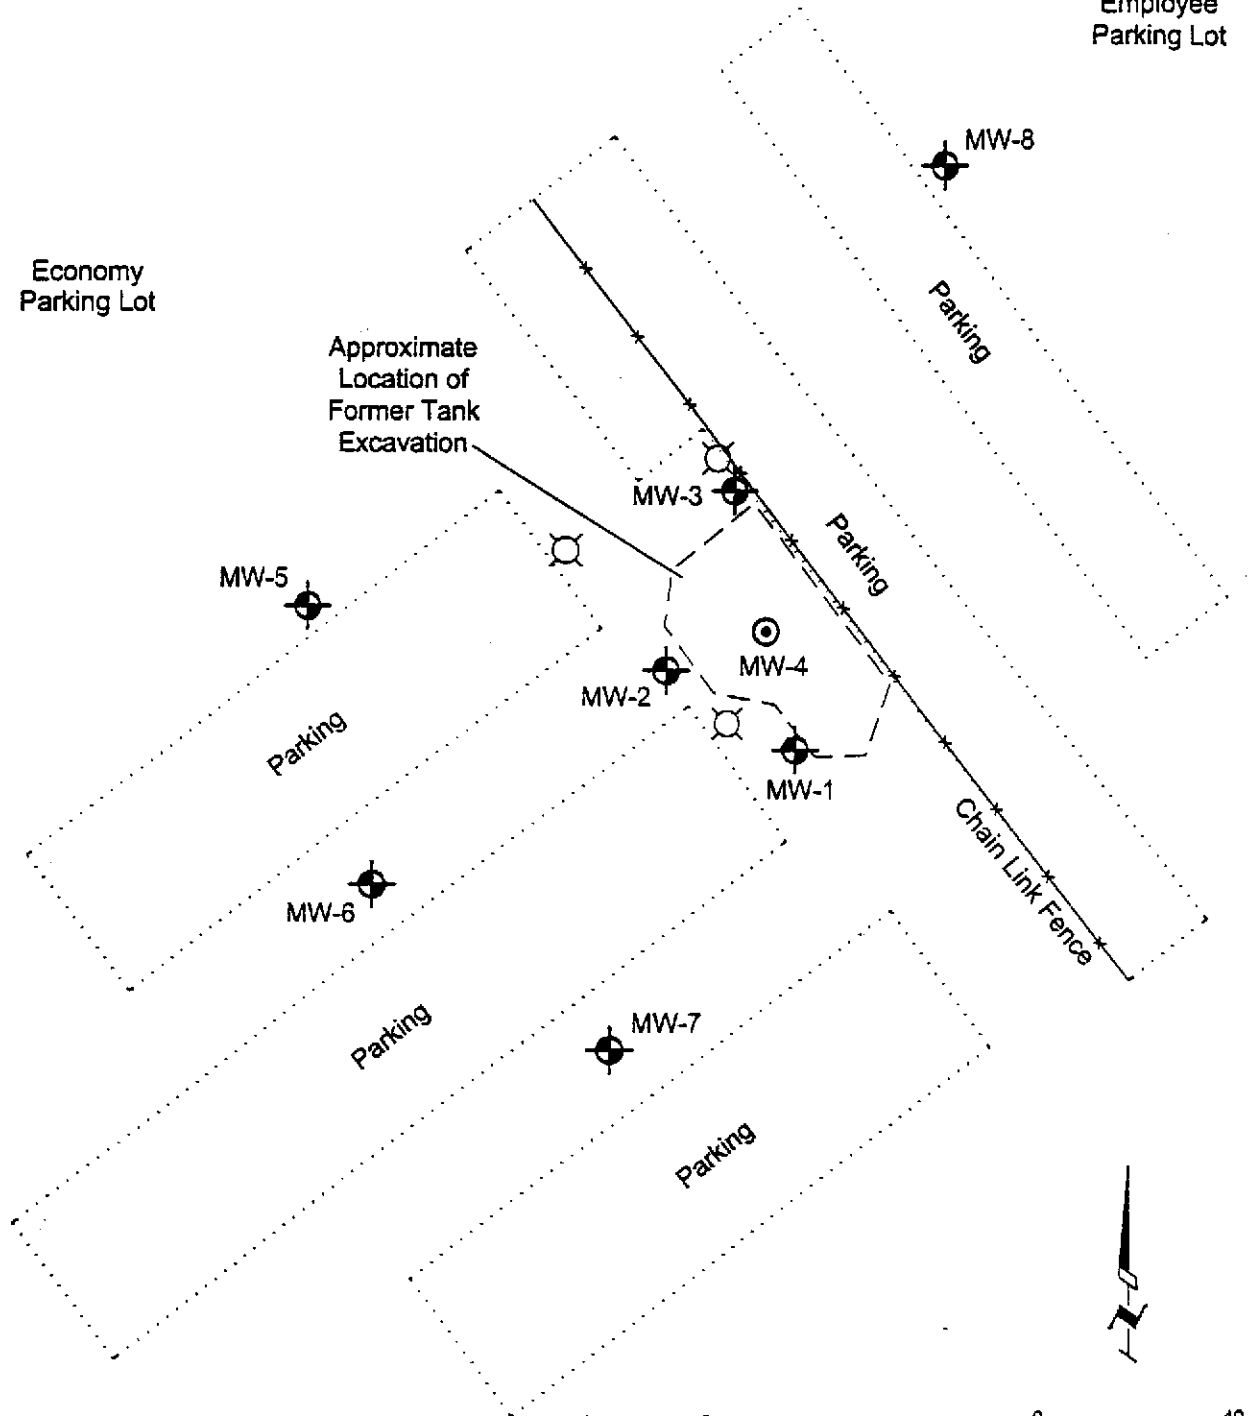 Employee
Parking Lot
MW-8
Economy
Parking Lot
Parking
Approximate
Location of
Former Tank
Excavation
MW-3
Parking
MW-5
MW-4
MW-2
Parking
MW-1
Chain Link Fence
MW-6
MW-7
Parking
Parking
N